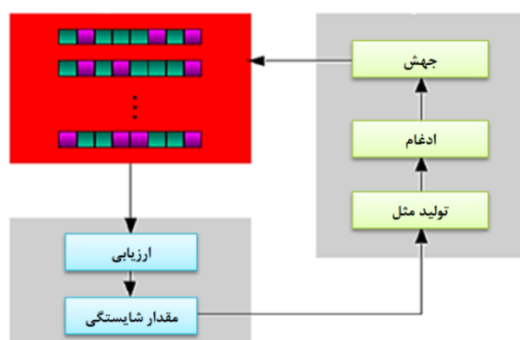 جهش
ادغام
تولید مثل
ارزیابی
مقدار شایستگی